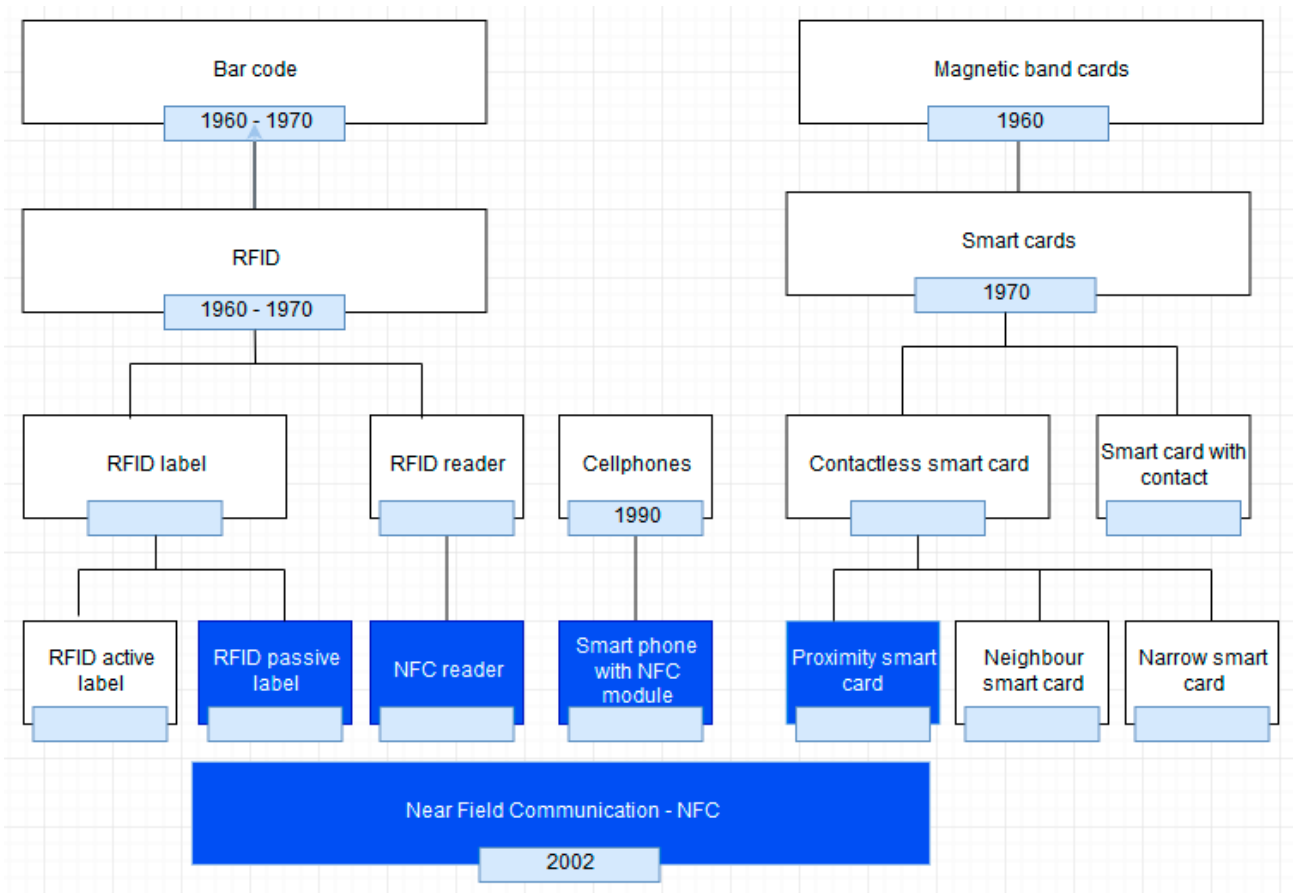 Bar code
1960 - 1970
Magnetic band cards
1960
RFID
1960 - 1970
Smart cards
1970
RFID label
RFID reader
Cellphones
1990
Contactless smart card
Smart card with
contact
RFID active
label
RFID passive
label
NFC reader
Smart phone
with NFC
module
Proximity smart
card
Neighbour
smart card
Narrow smart
card
Near Field Communication - NFC
2002